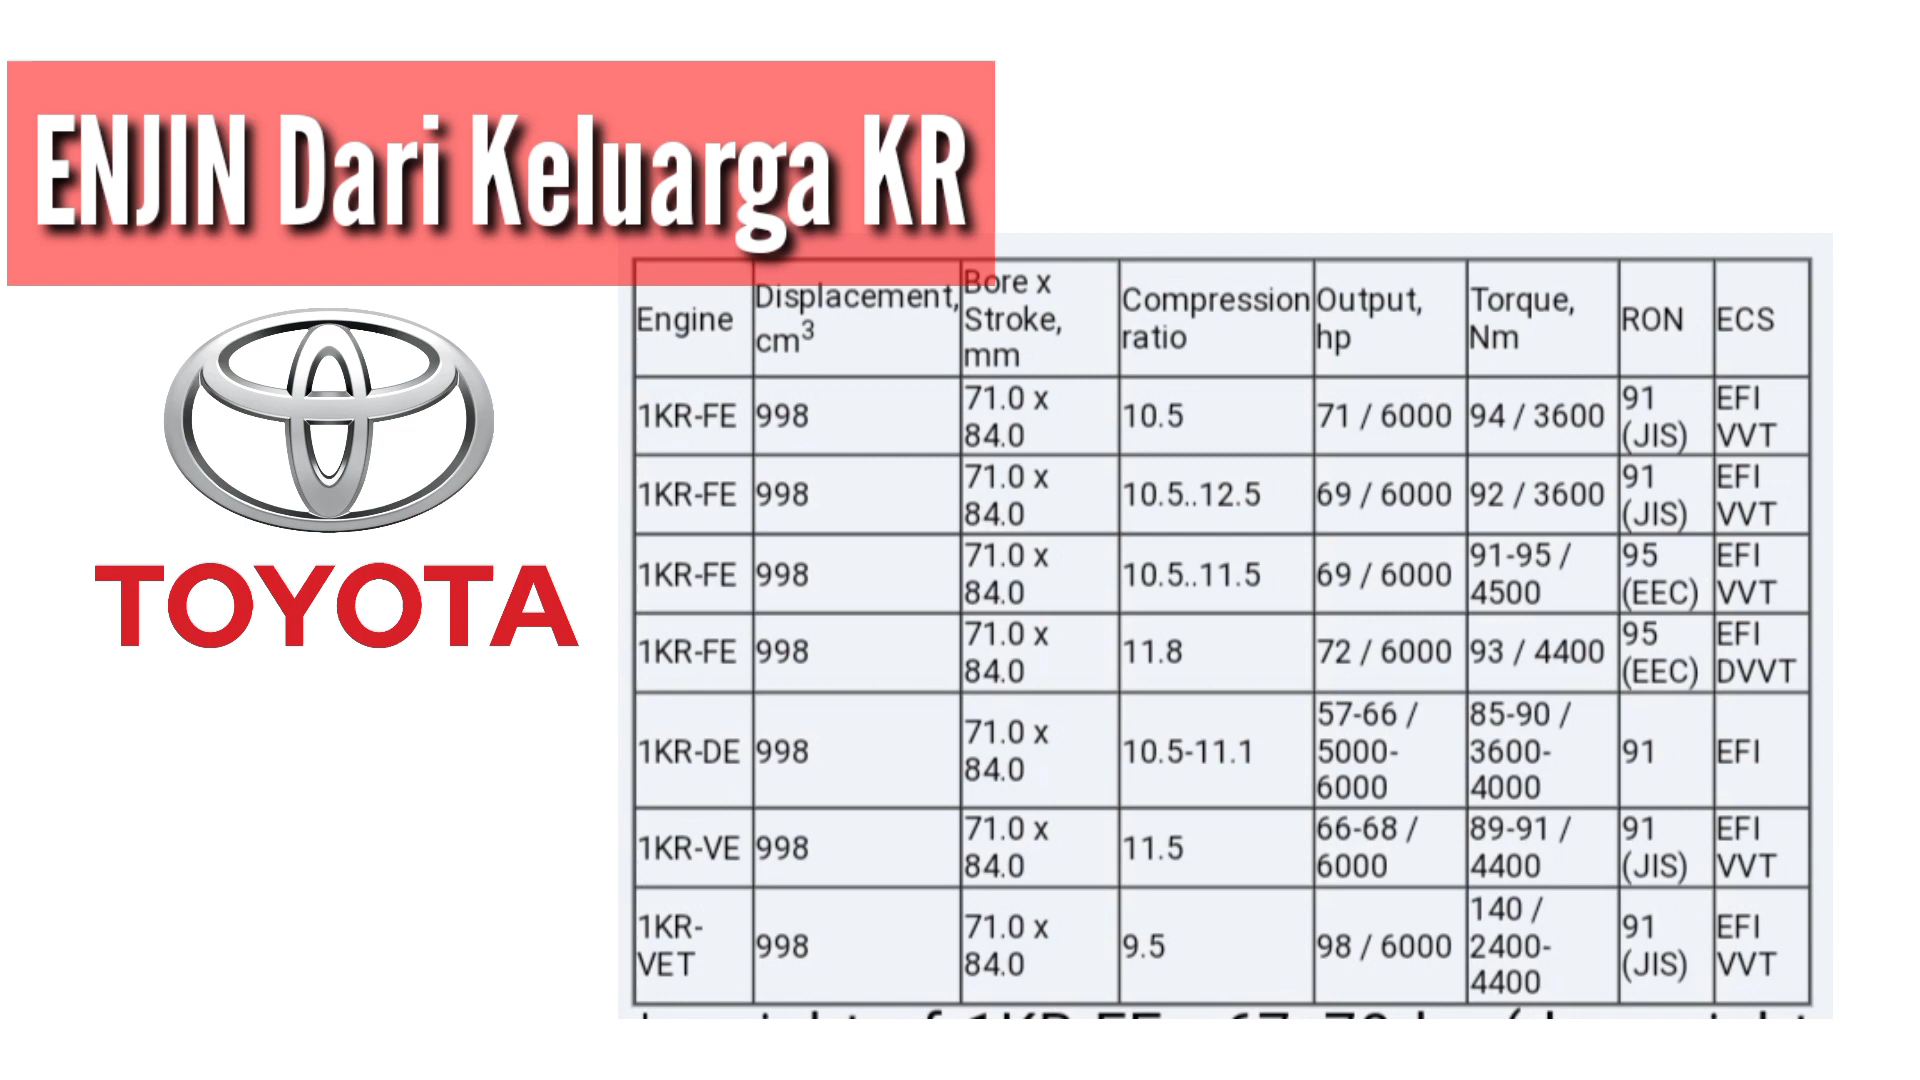 ENJIN Dari Keluarga KR
TOYOTA
Engine
Displacement,
cm3
Bore x
Stroke,
mm
Compression
ratio
Output,
hp
Torque,
Nm
RON
ECS
1KR-FE
998
71.0 x
84.0
10.5
71 / 6000
94 / 3600
91
(JIS)
EFI
VVT
1KR-FE
998
71.0 x
84.0
10.5..12.5
69 / 6000
92 / 3600
91
(JIS)
EFI
VVT
1KR-FE
998
71.0 x
84.0
10.5..11.5
69 / 6000
91-95 /
4500
95
(EEC)
EFI
VVT
1KR-FE
998
71.0 x
84.0
11.8
72 / 6000
93 / 4400
95
(EEC)
EFI
DVVT
1KR-DE
998
71.0 x
84.0
10.5-11.1
57-66 /
5000-
6000
85-90 /
3600-
4000
91
EFI
1KR-VE
998
71.0 x
84.0
11.5
66-68 /
6000
89-91 /
4400
91
(JIS)
EFI
VVT
1KR-
VET
998
71.0 x
84.0
9.5
98 / 6000
140 /
2400-
4400
91
(JIS)
EFI
VVT